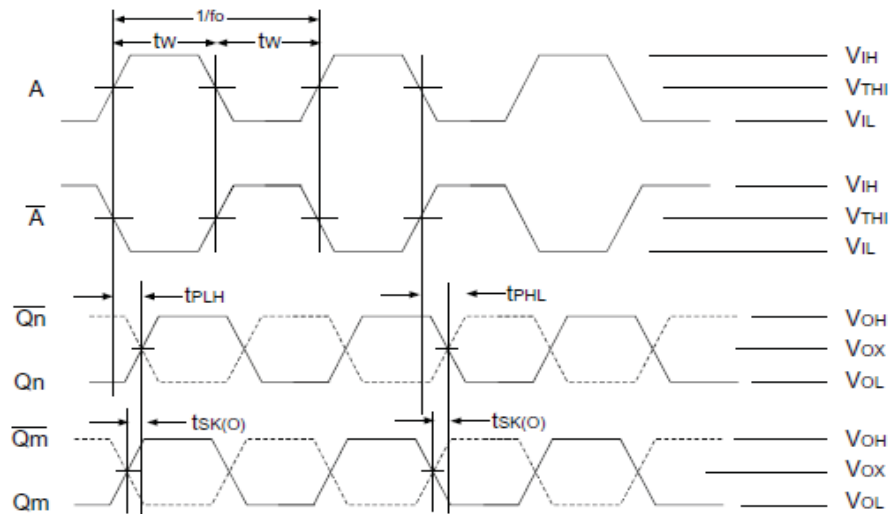 1/fo
tW tW
A
VIH
VTHI
VIL
A
VIH
VTHI
VIL
tPLH tPHL
Qn
VOH
VOX
Qn
VOL
tSK(O) tSK(O)
Qm
VOH
VOX
Qm
VOL